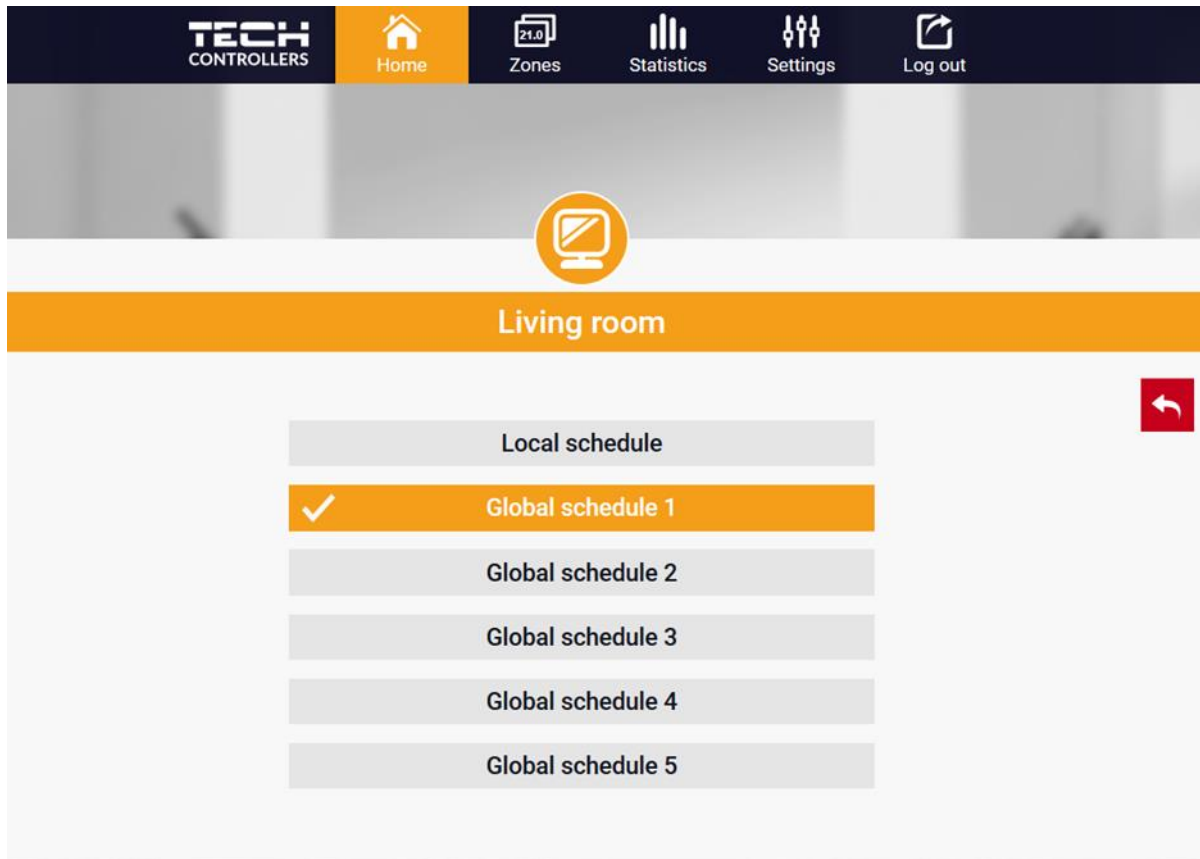 TECH
CONTROLLERS
Home
21.0
Zones
Statistics
Settings
Log out
Living room
Local schedule
Global schedule 1
Global schedule 2
Global schedule 3
Global schedule 4
Global schedule 5